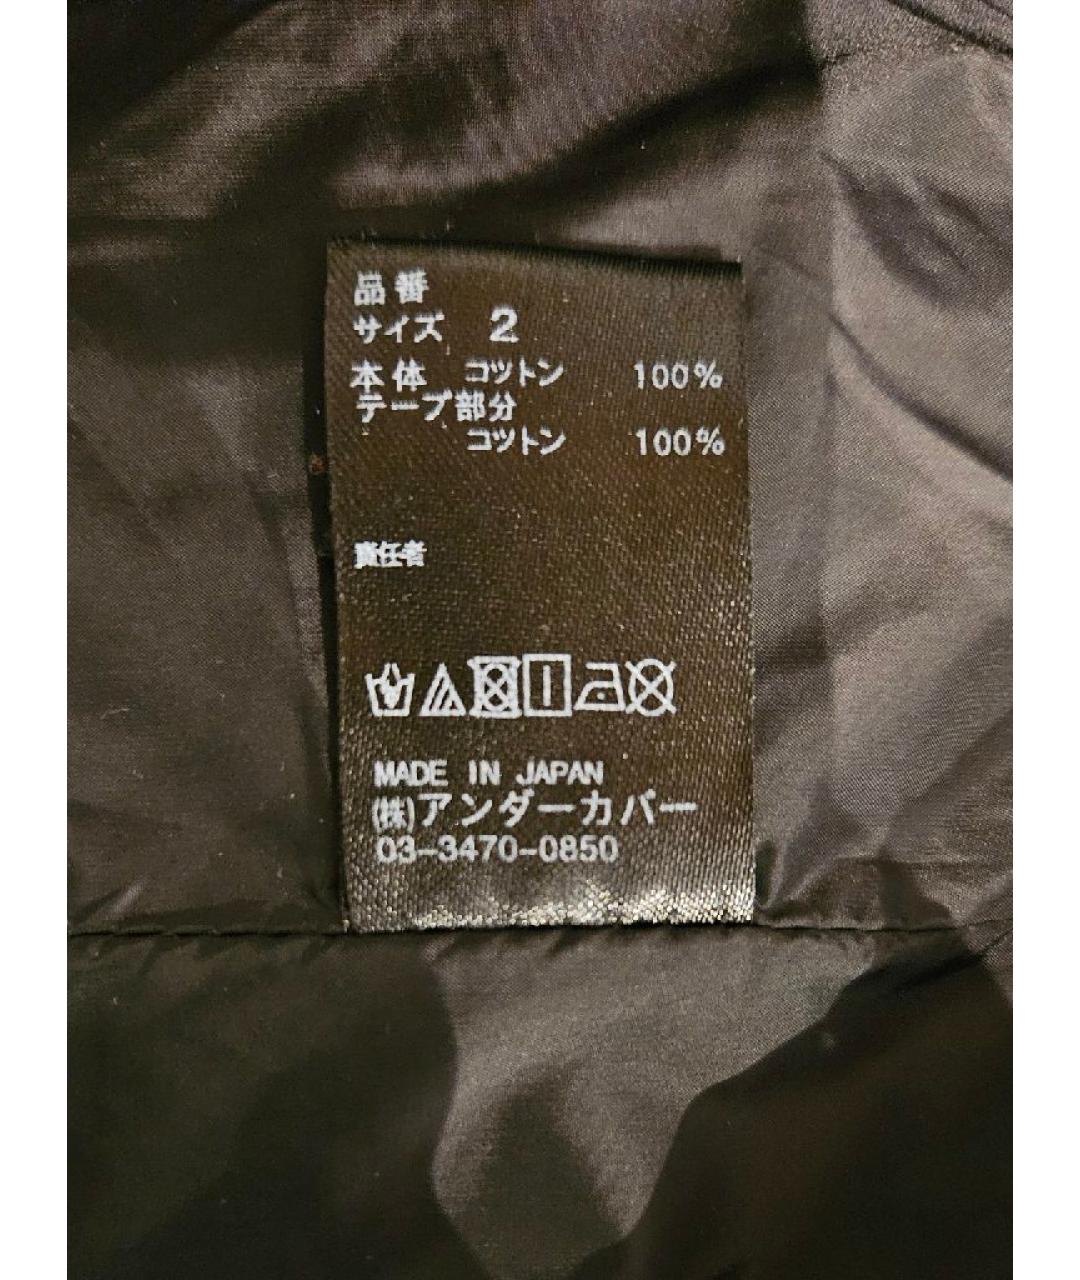 品番
サイズ 2
本体 コットン 100%
テープ部分
コットン 100%
責任者
MADE IN JAPAN
(株)アンダーカバー
03-3470-0850